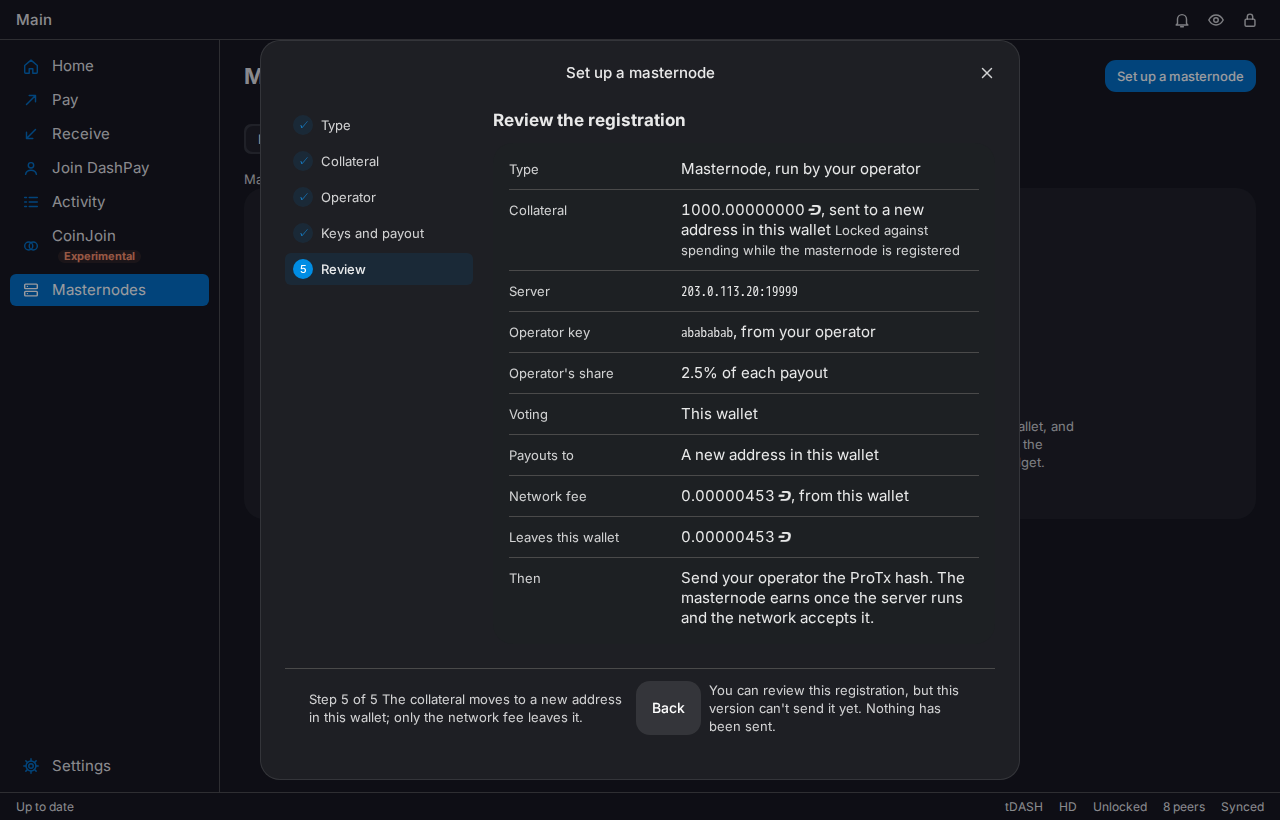 Main
Home
Pay
Receive
Join DashPay
Activity
CoinJoin
Experimental
Masternodes
Settings
Set up a masternode
Set up a masternode
Type
Collateral
Operator
Keys and payout
5 Review
Review the registration
Type Masternode, run by your operator
Collateral 1000.00000000 , sent to a new
address in this wallet Locked against
spending while the masternode is registered
Server 203.0.113.20:19999
Operator key abababab, from your operator
Operator's share 2.5% of each payout
Voting This wallet
Payouts to A new address in this wallet
Network fee 0.00000453 , from this wallet
Leaves this wallet 0.00000453
Then Send your operator the ProTx hash. The
masternode earns once the server runs
and the network accepts it.
Step 5 of 5 The collateral moves to a new address
in this wallet; only the network fee leaves it.
Back
You can review this registration, but this
version can't send it yet. Nothing has
been sent.
, and
the
Up to date
tDASH HD Unlocked 8 peers Synced